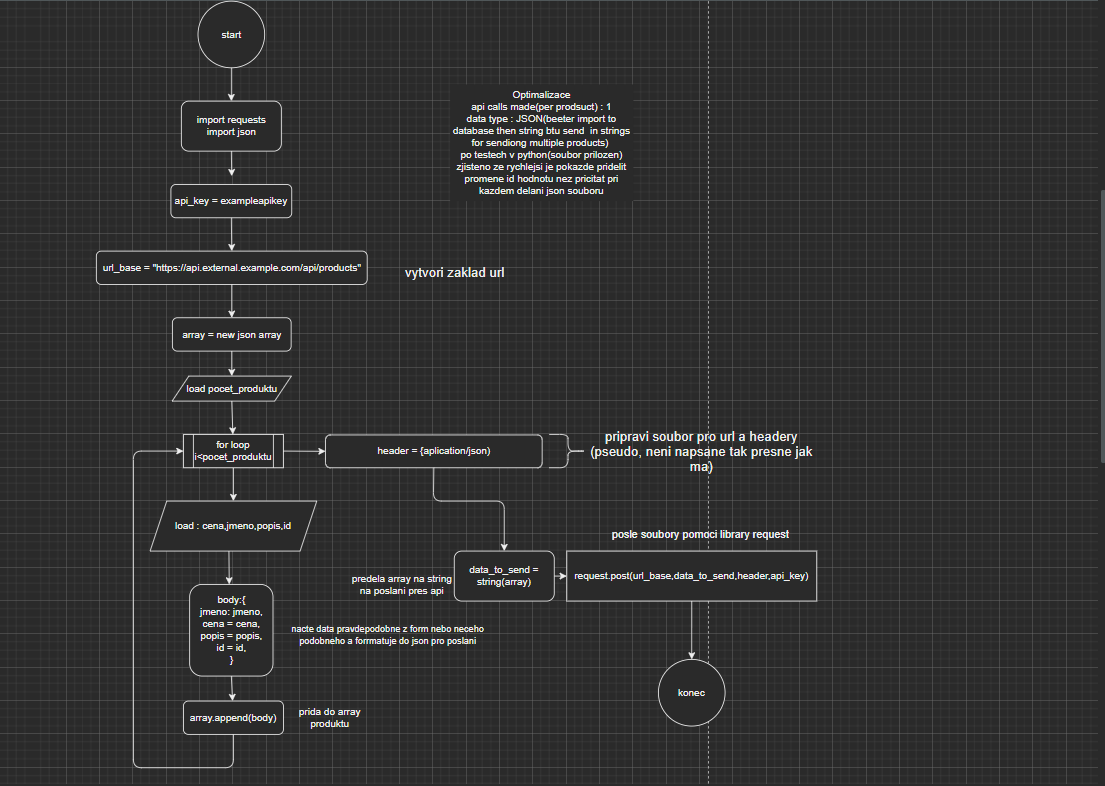 start
Optimalizace
api calls made(per prodsuct) : 1
data type : JSON(beeter import to
database then string btu send in strings
for sendiong multiple products)
po testech v python(soubor prilozen)
zjisteno ze rychlejsi je pokazde pridelit
promene id hodnotu nez pricitat pri
kazdem delani json souboru
import requests
import json
api_key = exampleapikey
url_base = "https://api.external.example.com/api/products"
vytvori zaklad url
array = new json array
load pocet_produktu
for loop
i<pocet_produktu
header = {aplication/json)
pripravi soubor pro url a headery
(pseudo, neni napsane tak presne jak
ma)
load : cena,jmeno,popis,id
posle soubory pomoci library request
data_to_send =
string(array)
request.post(url_base,data_to_send,header,api_key)
predela array na string
na poslani pres api
body:{
jmeno: jmeno,
cena = cena,
popis = popis,
id = id,
}
nacte data pravdepodobne z form nebo neceho
podobneho a forrmatuje do json pro poslani
konec
array.append(body)
prida do array
produktu